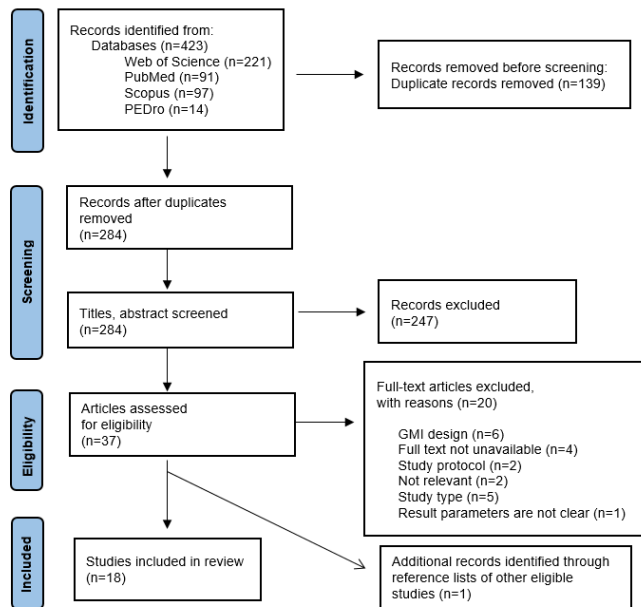 Identification
Records identified from:
Databases (n=423)
Web of Science (n=221)
PubMed (n=91)
Scopus (n=97)
PEDro (n=14)
Records removed before screening:
Duplicate records removed (n=139)
Screening
Records after duplicates
removed
(n=284)
Titles, abstract screened
(n=284)
Records excluded
(n=247)
Eligibility
Articles assessed
for eligibility
(n=37)
Full-text articles excluded,
with reasons (n=20)
GMI design (n=6)
Full text not unavailable (n=4)
Study protocol (n=2)
Not relevant (n=2)
Study type (n=5)
Result parameters are not clear (n=1)
Included
Studies included in review
(n=18)
Additional records identified through
reference lists of other eligible
studies (n=1)